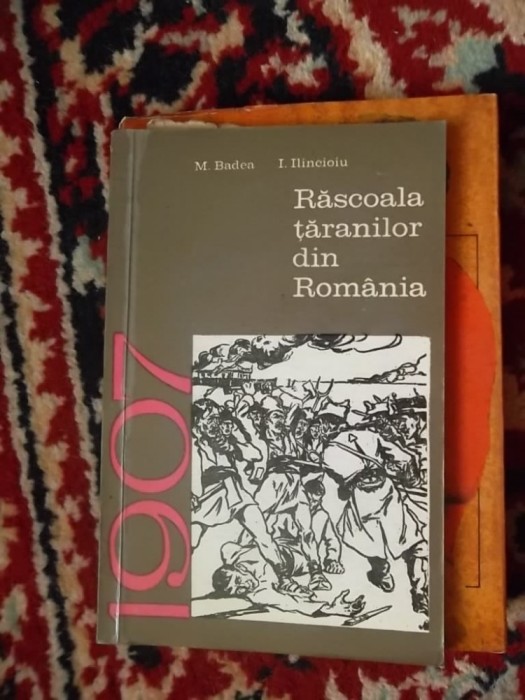 M. Badea I. Ilincioiu
Răscoala
țăranilor
din
România
1907